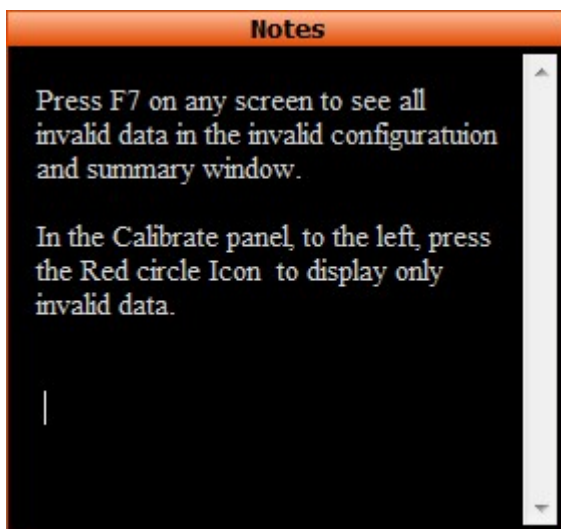 Notes
Press F7 on any screen to see all
invalid data in the invalid configuratuion
and summary window.
In the Calibrate panel, to the left, press
the Red circle Icon  to display only
invalid data.